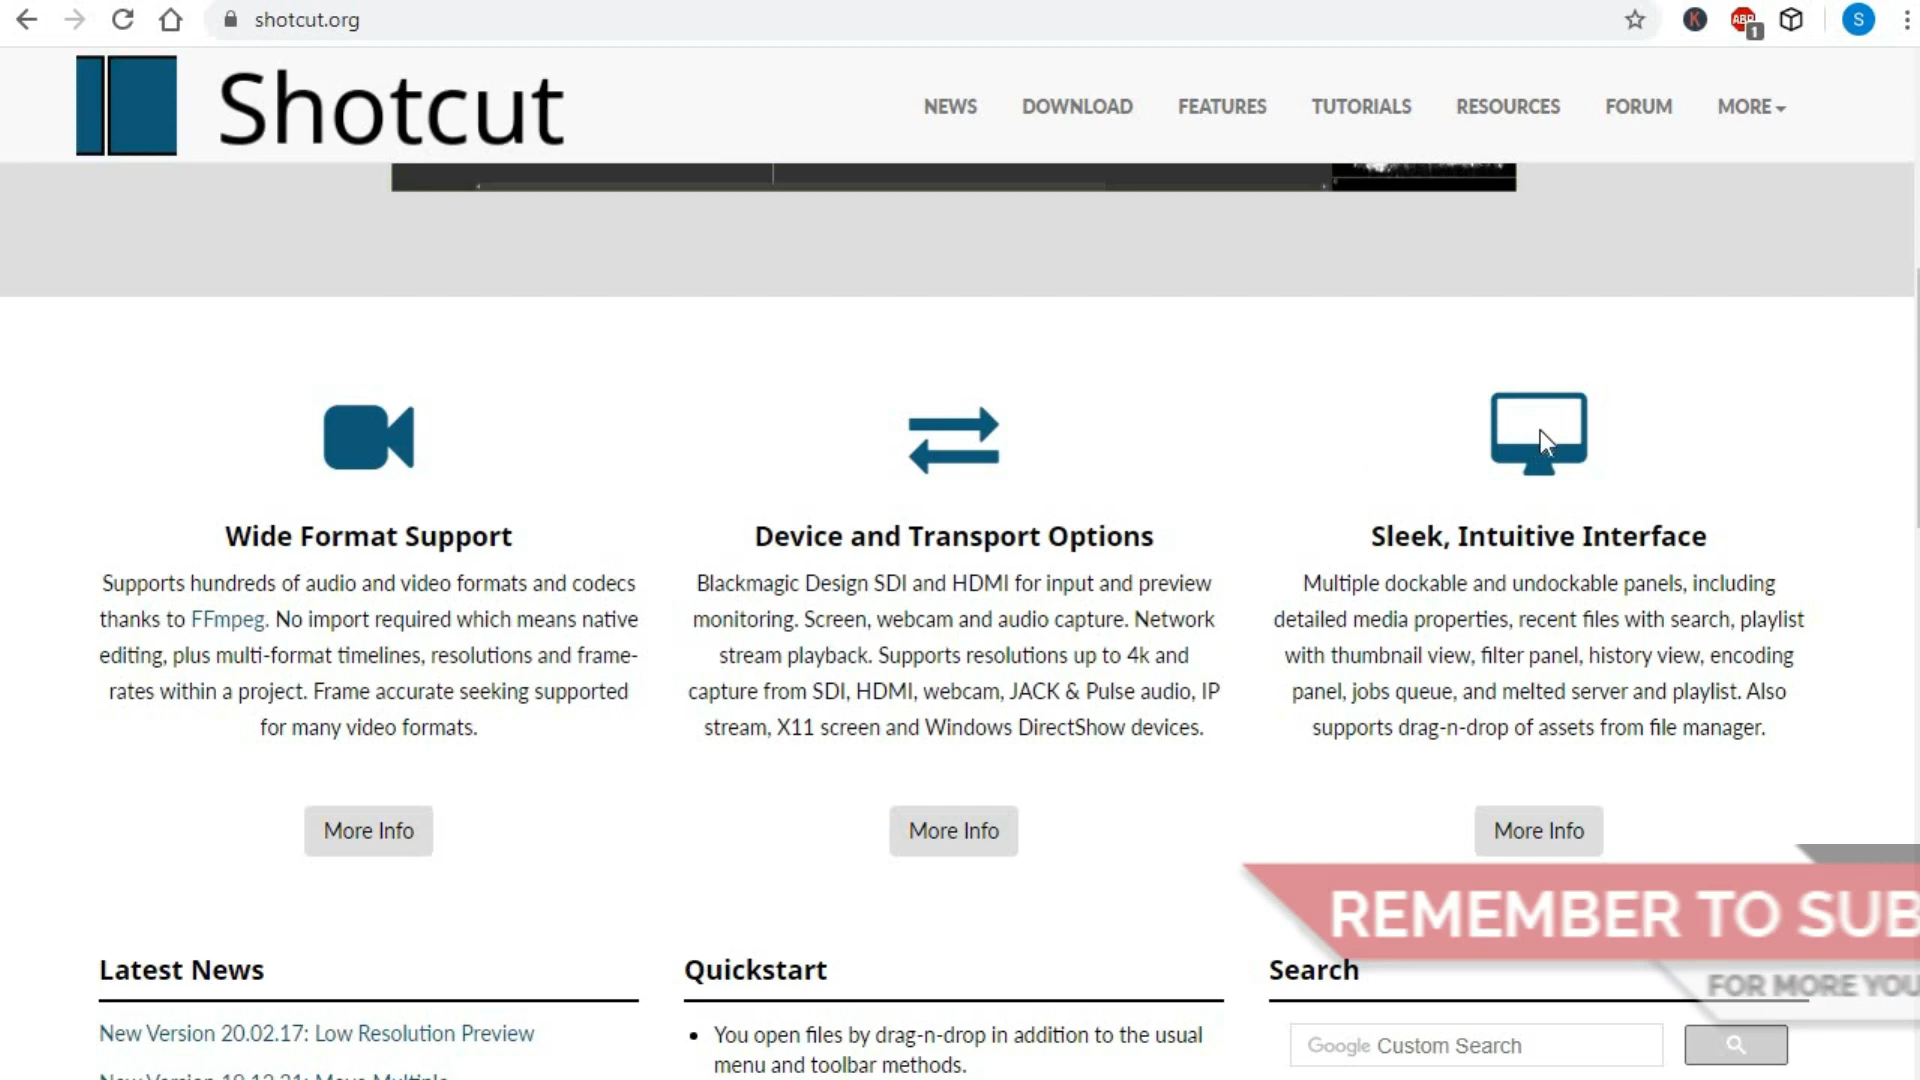 shotcut.org
K
ABP
1
S
Shotcut
NEWS
DOWNLOAD
FEATURES
TUTORIALS
RESOURCES
FORUM
MORE
Wide Format Support
Supports hundreds of audio and video formats and codecs
thanks to FFmpeg. No import required which means native
editing, plus multi-format timelines, resolutions and frame-
rates within a project. Frame accurate seeking supported
for many video formats.
More Info
Device and Transport Options
Blackmagic Design SDI and HDMI for input and preview
monitoring. Screen, webcam and audio capture. Network
stream playback. Supports resolutions up to 4k and
capture from SDI, HDMI, webcam, JACK & Pulse audio, IP
stream, X11 screen and Windows DirectShow devices.
More Info
Sleek, Intuitive Interface
Multiple dockable and undockable panels, including
detailed media properties, recent files with search, playlist
with thumbnail view, filter panel, history view, encoding
panel, jobs queue, and melted server and playlist. Also
supports drag-n-drop of assets from file manager.
More Info
REMEMBER TO SUB
FOR MORE YOU
Latest News
New Version 20.02.17: Low Resolution Preview
Quickstart
• You open files by drag-n-drop in addition to the usual
menu and toolbar methods.
Search
Google Custom Search